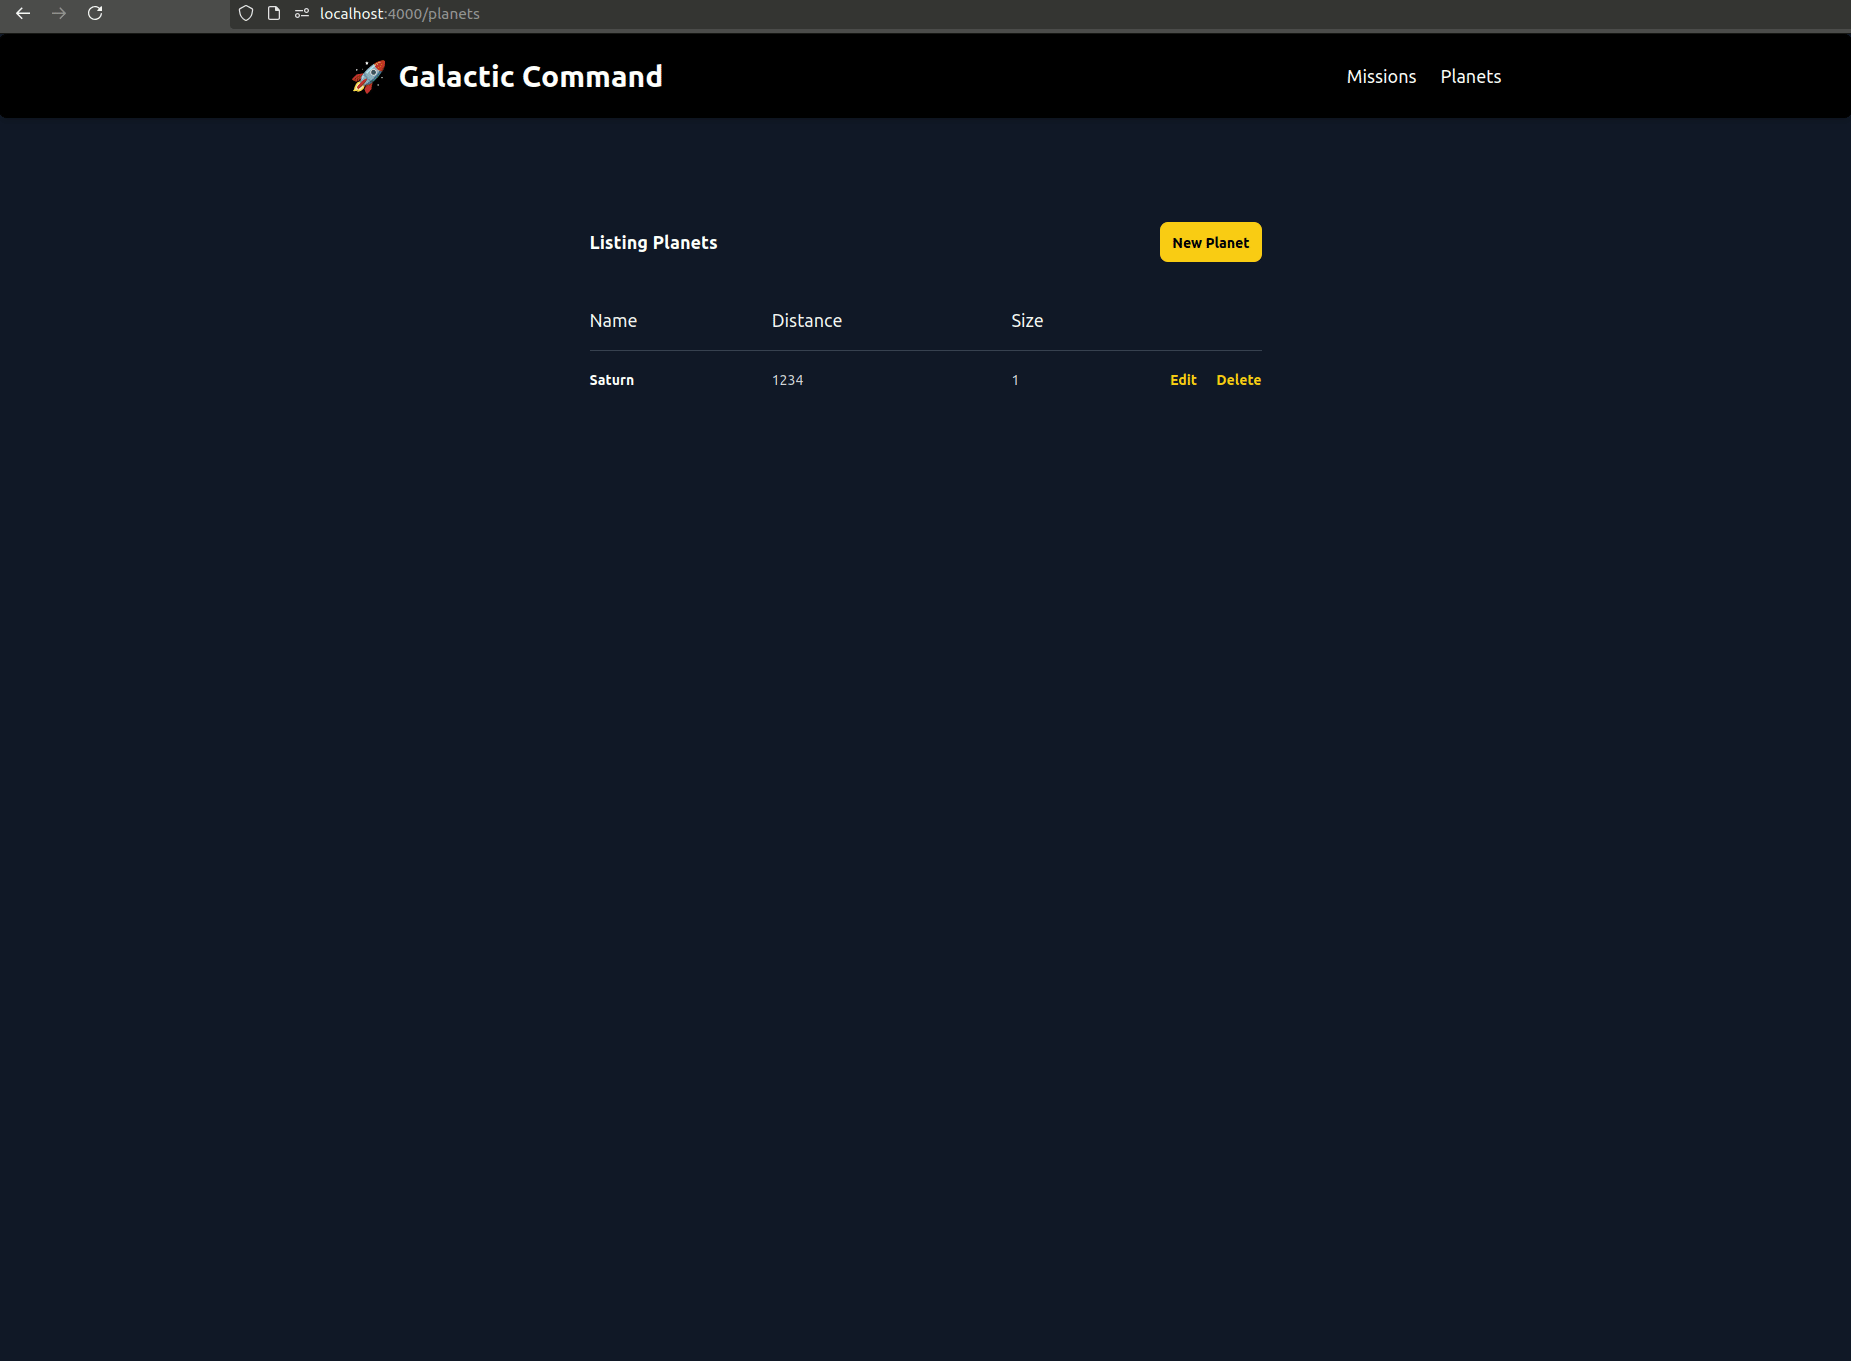 localhost:4000/planets
🚀 Galactic Command Missions Planets
Listing Planets New Planet
Name Distance Size
Saturn 1234 1 Edit Delete